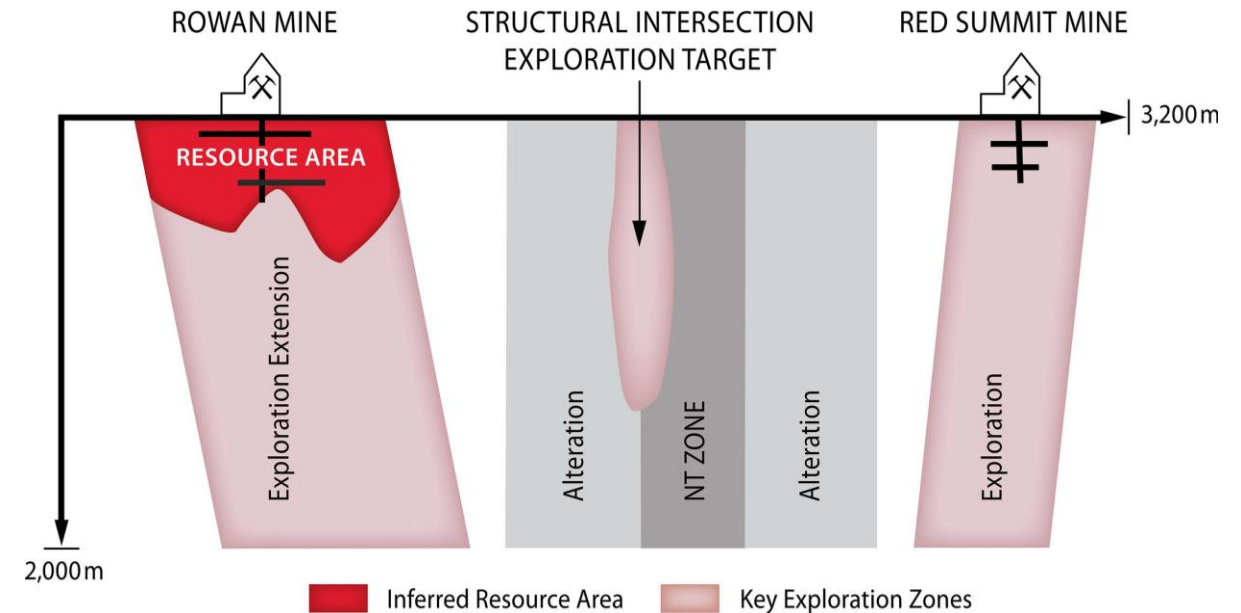 ROWAN MINE
STRUCTURAL INTERSECTION
EXPLORATION TARGET
RED SUMMIT MINE
3,200 m
RESOURCE AREA
Exploration Extension
Alteration
NT ZONE
Alteration
Exploration
2,000 m
Inferred Resource Area
Key Exploration Zones